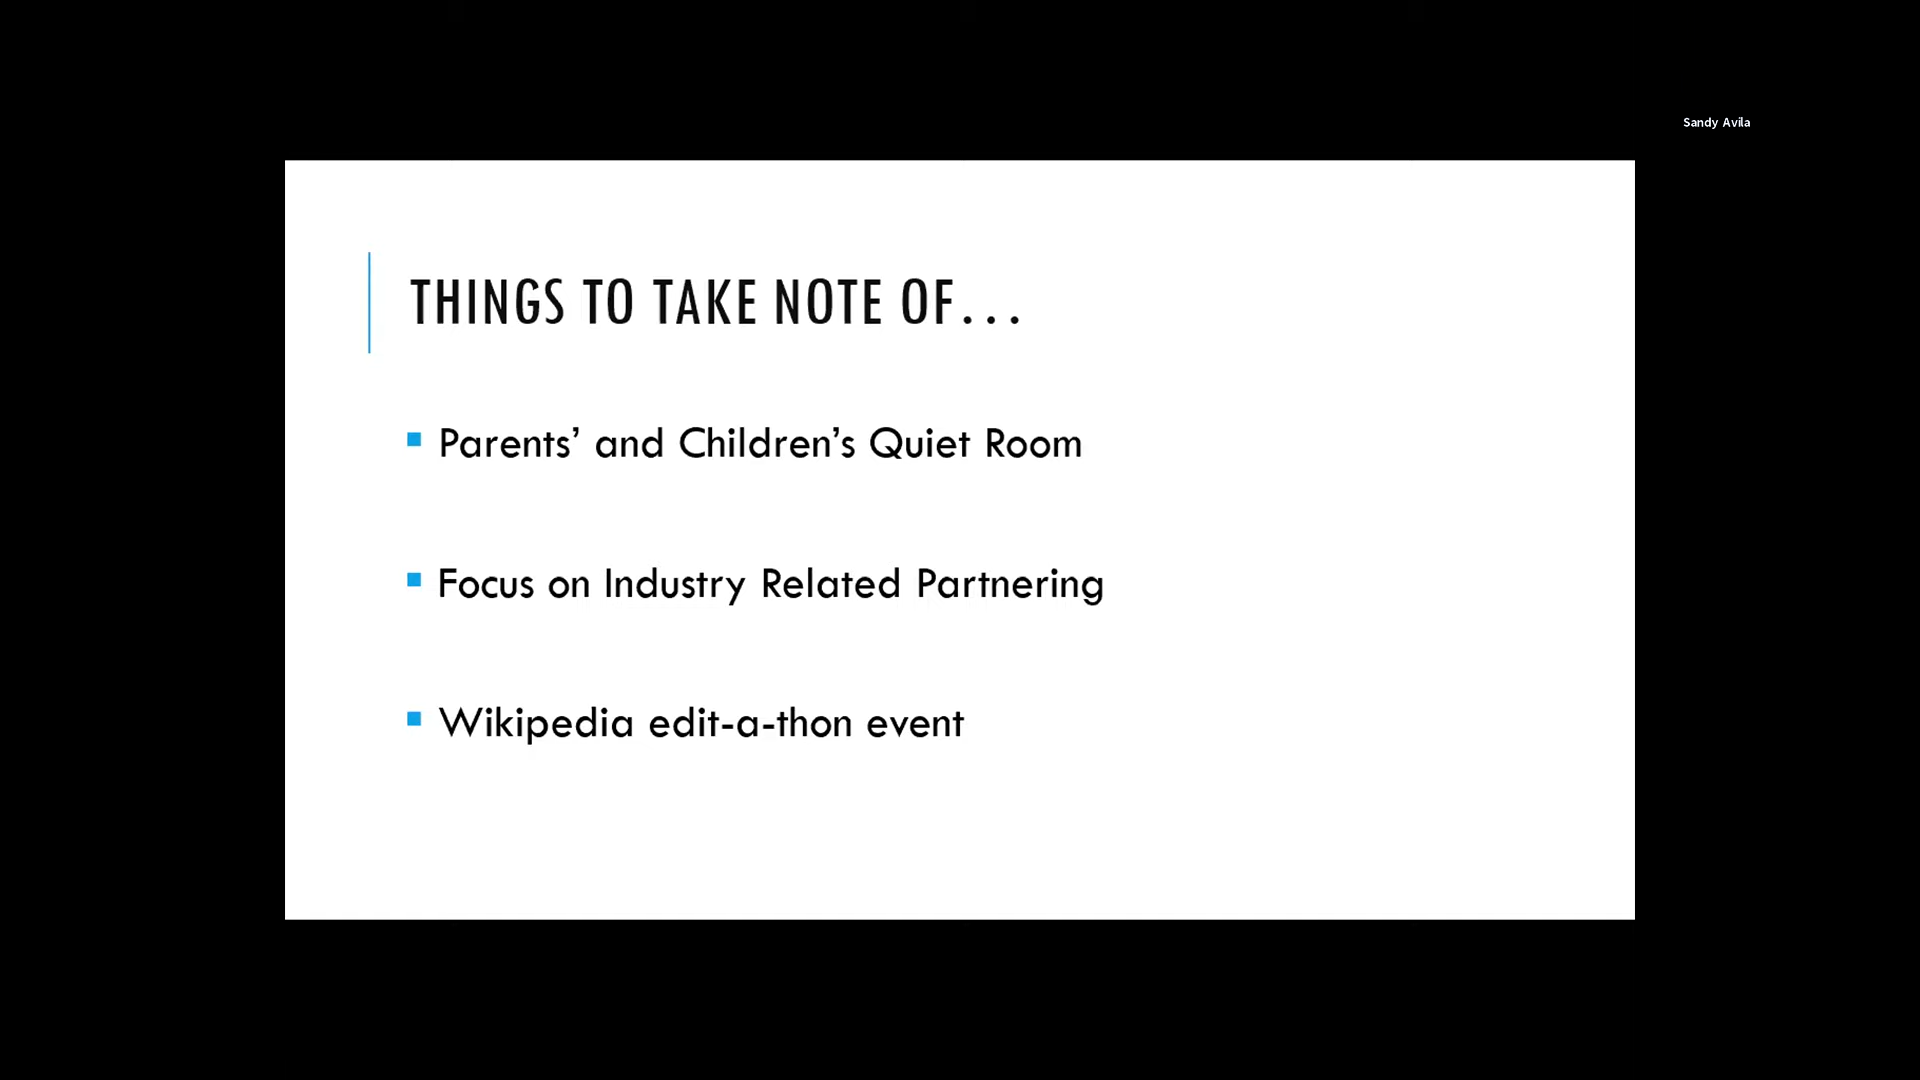 Sandy Avila
THINGS TO TAKE NOTE OF...
Parents’ and Children’s Quiet Room
Focus on Industry Related Partnering
Wikipedia edit-a-thon event